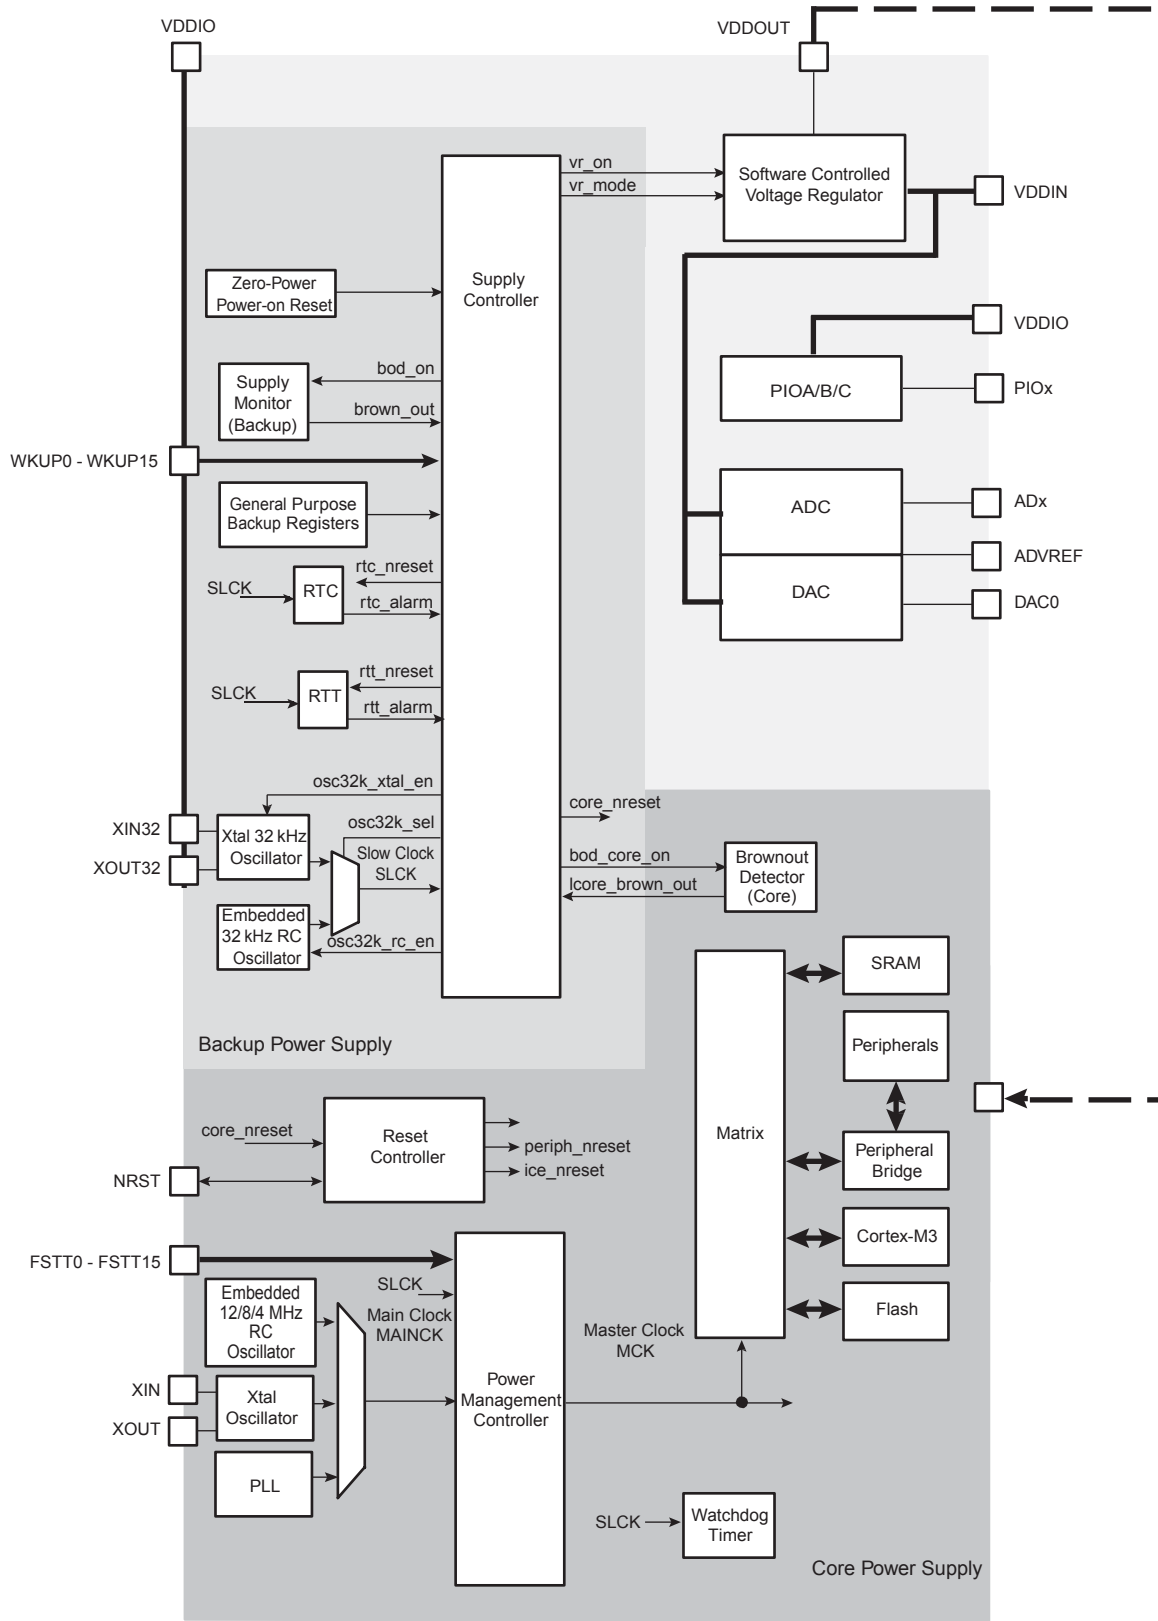 VDDIO
VDDOUT
vr_on
vr_mode
Software Controlled
Voltage Regulator
VDDIN
Supply
Controller
Zero-Power
Power-on Reset
VDDIO
bod_on
Supply
Monitor
(Backup)
brown_out
PIOA/B/C
PIOx
WKUP0 - WKUP15
General Purpose
Backup Registers
ADC
ADx
ADVREF
rtc_nreset
SLCK
RTC
rtc_alarm
DAC
DAC0
rtt_nreset
SLCK
RTT
rtt_alarm
osc32k_xtal_en
core_nreset
XIN32
Xtal 32 kHz
Oscillator
osc32k_sel
XOUT32
Slow Clock
SLCK
bod_core_on
lcore_brown_out
Brownout
Detector
(Core)
Embedded
32 kHz RC
Oscillator
osc32k_rc_en
SRAM
Backup Power Supply
Peripherals
core_nreset
Reset
Controller
periph_nreset
ice_nreset
NRST
Matrix
Peripheral
Bridge
FSTT0 - FSTT15
Cortex-M3
SLCK
Embedded
12/8/4 MHz
RC
Oscillator
Main Clock
MAINCK
Flash
Master Clock
MCK
XIN
Xtal
Oscillator
XOUT
Power
Management
Controller
PLL
SLCK
Watchdog
Timer
Core Power Supply